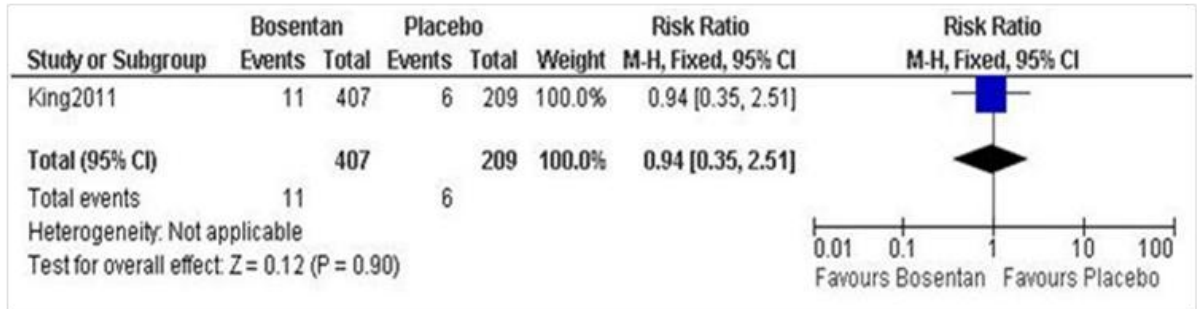 Bosentan Placebo Risk Ratio Risk Ratio
Study or Subgroup Events Total Events Total Weight M-H, Fixed, 95% CI M-H, Fixed, 95% CI
King2011 11 407 6 209 100.0% 0.94 [0.35, 2.51]
Total (95% CI) 407 209 100.0% 0.94 [0.35, 2.51]
Total events 11 6
Heterogeneity: Not applicable
Test for overall effect: Z = 0.12 (P = 0.90)
0.01 0.1 1 10 100
Favours Bosentan Favours Placebo